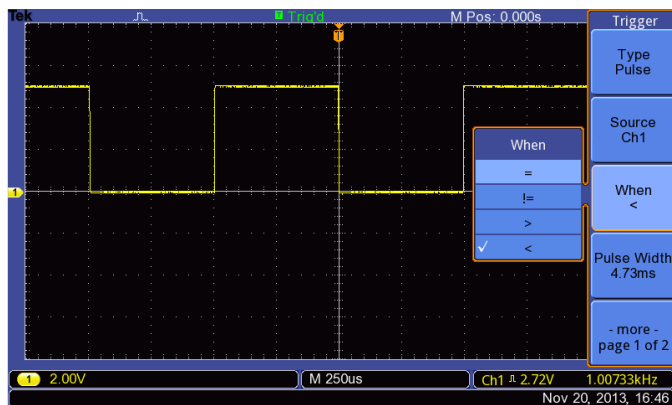 Tek
T Trig'd
M Pos: 0.000s
Trigger
T
Type
Pulse
Source
Ch1
When
<
Pulse Width
4.73ms
- more -
page 1 of 2
When
=
!=
>
✓ <
1
1 2.00V
M 250us
Ch1 2.72V
1.00733kHz
Nov 20, 2013, 16:46